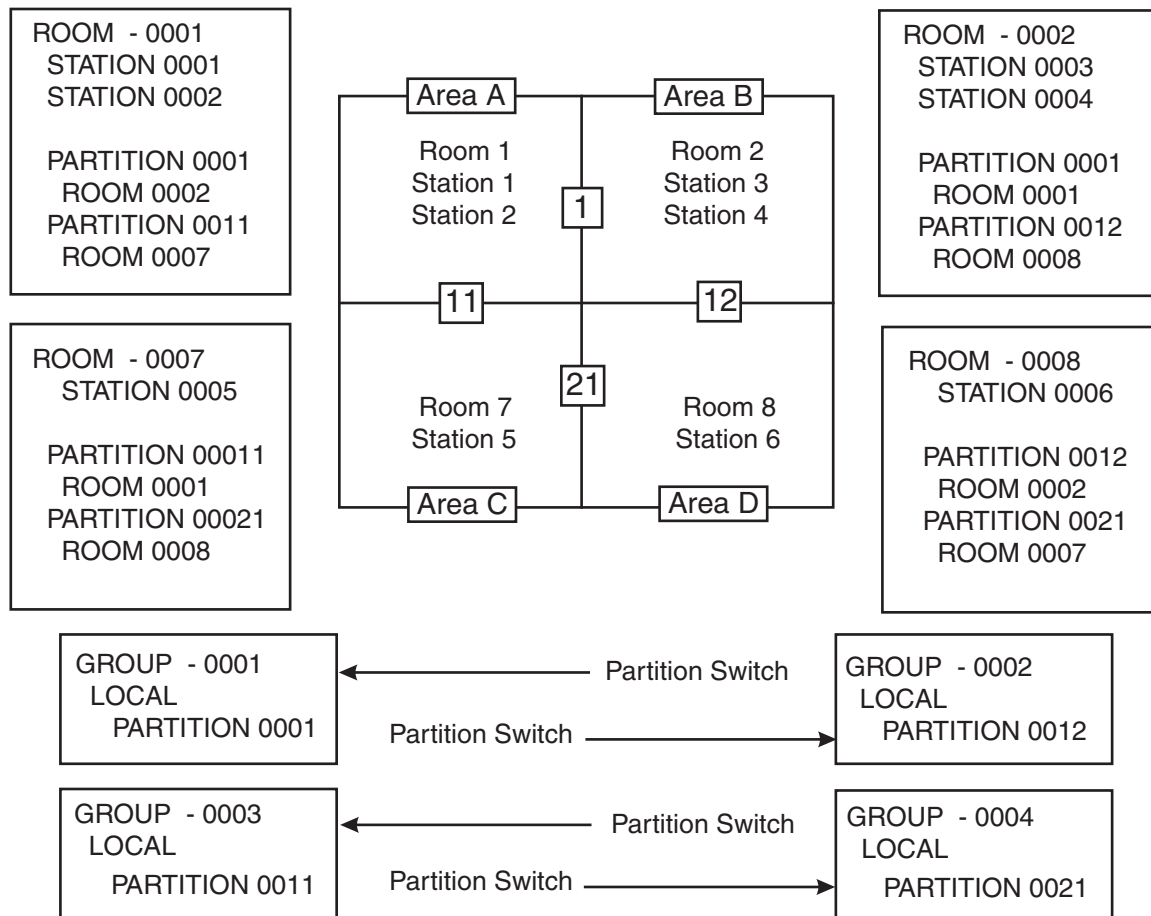 ROOM - 0001
STATION 0001
STATION 0002
PARTITION 0001
ROOM 0002
PARTITION 0011
ROOM 0007
Area A
Area B
Room 1
Station 1
Station 2
1
Room 2
Station 3
Station 4
11
12
21
Room 7
Station 5
Room 8
Station 6
Area C
Area D
ROOM - 0002
STATION 0003
STATION 0004
PARTITION 0001
ROOM 0001
PARTITION 0012
ROOM 0008
ROOM - 0007
STATION 0005
PARTITION 00011
ROOM 0001
PARTITION 00021
ROOM 0008
ROOM - 0008
STATION 0006
PARTITION 0012
ROOM 0002
PARTITION 0021
ROOM 0007
GROUP - 0001
LOCAL
PARTITION 0001
Partition Switch
Partition Switch
GROUP - 0002
LOCAL
PARTITION 0012
GROUP - 0003
LOCAL
PARTITION 0011
Partition Switch
Partition Switch
GROUP - 0004
LOCAL
PARTITION 0021